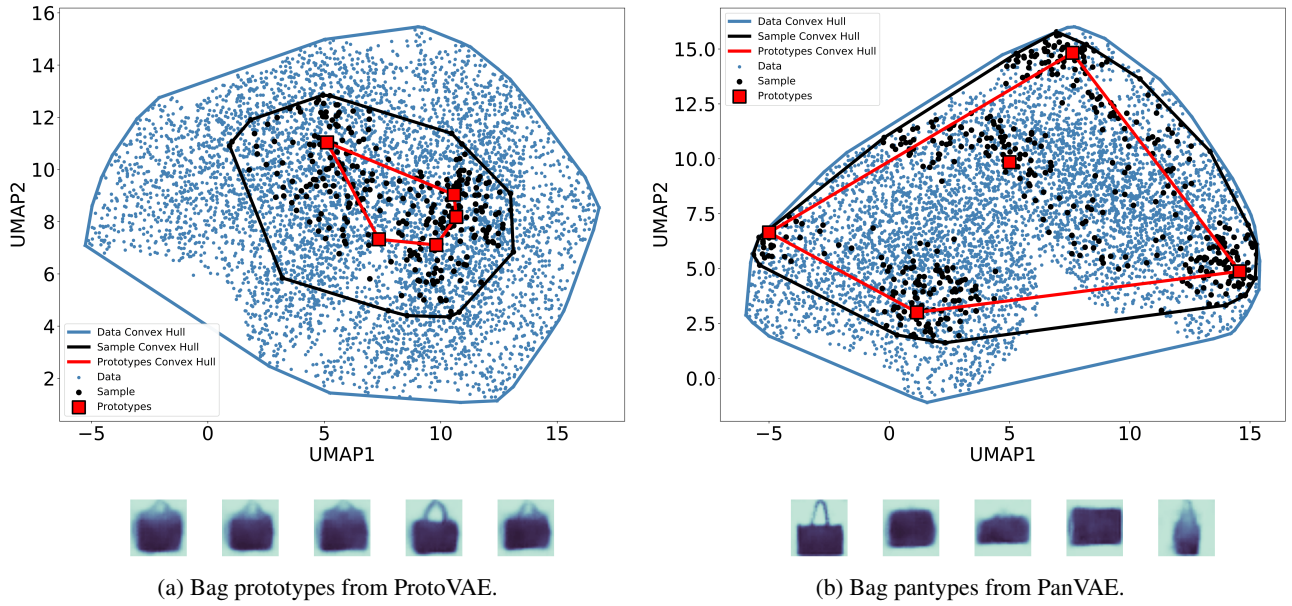 16
14
12
10
8
6
4
2
−5
0
5
10
15
UMAP2
UMAP1
Data Convex Hull
Sample Convex Hull
Prototypes Convex Hull
Data
Sample
Prototypes
15.0
12.5
10.0
7.5
5.0
2.5
0.0
−5
0
5
10
15
UMAP2
UMAP1
Data Convex Hull
Sample Convex Hull
Prototypes Convex Hull
Data
Sample
Prototypes
(a) Bag prototypes from ProtoVAE.
(b) Bag pantypes from PanVAE.